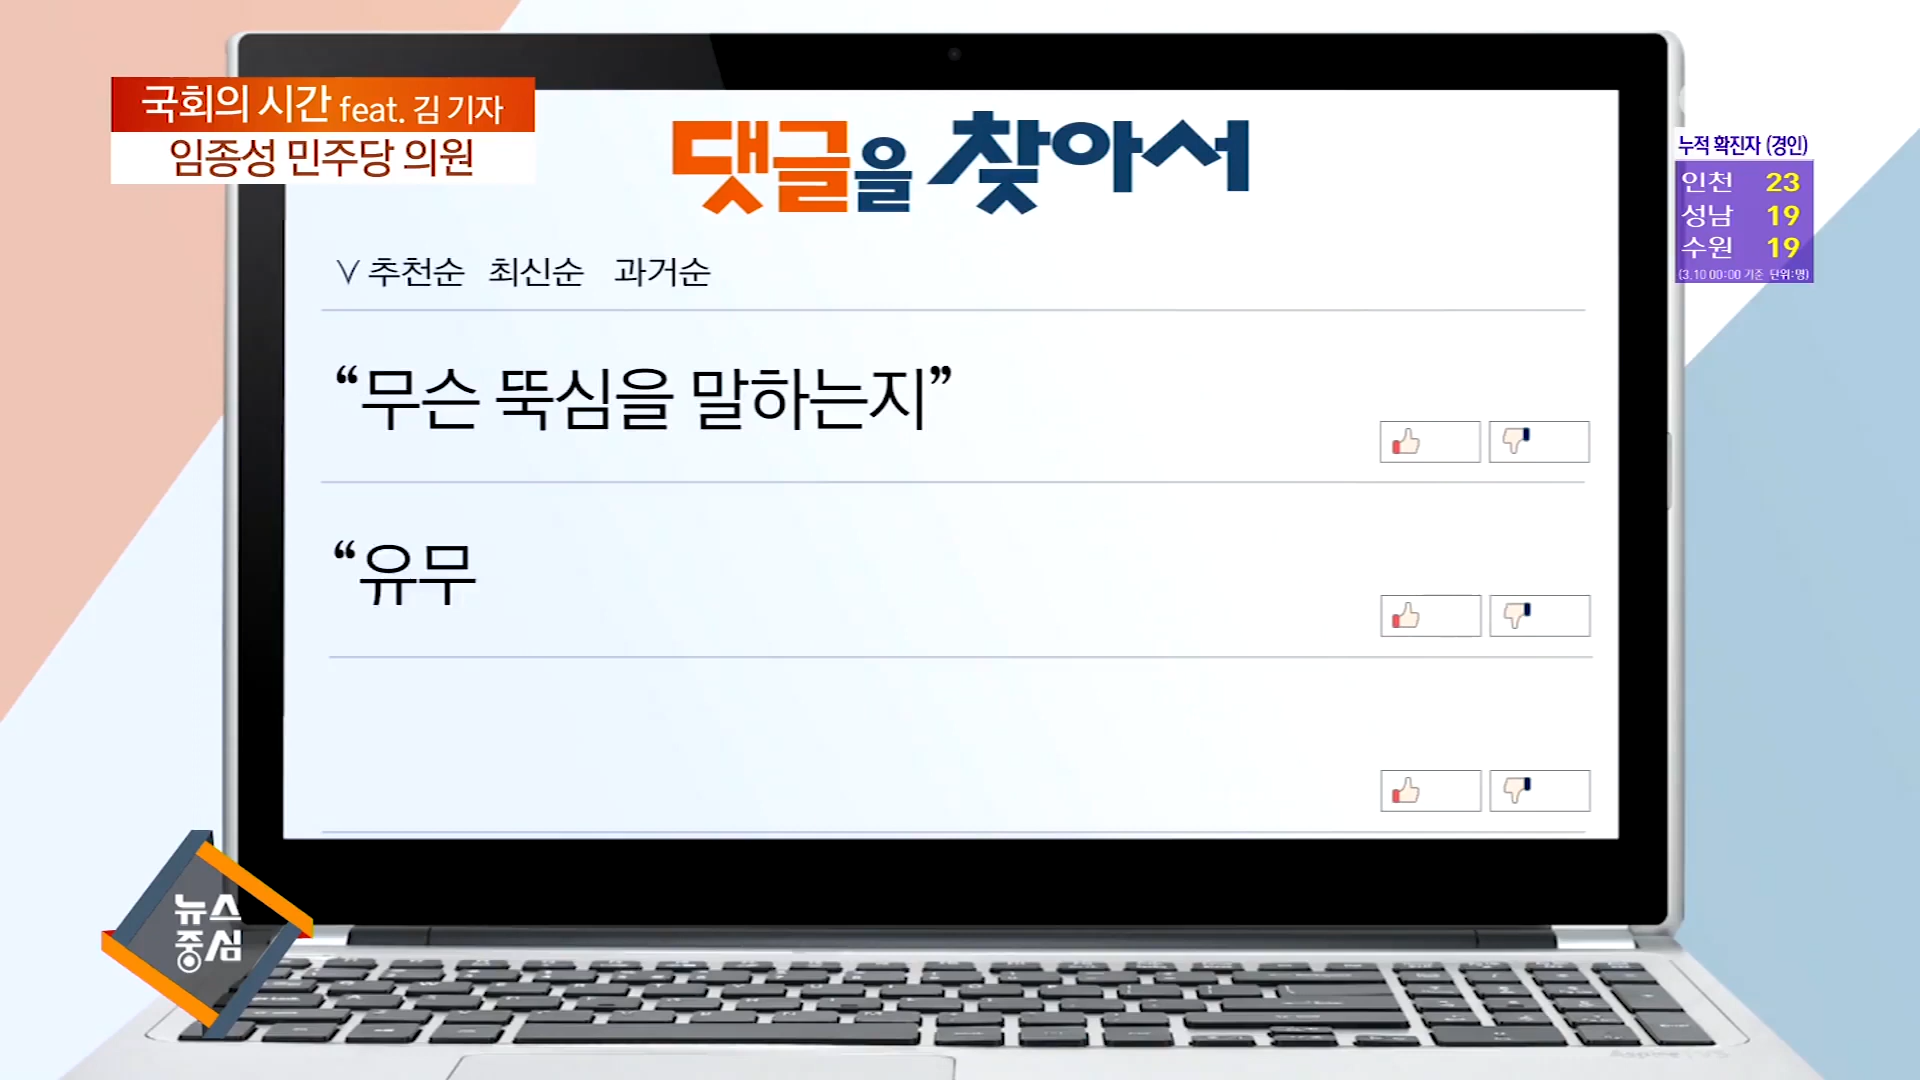 국회의 시간 feat. 김 기자
임종성 민주당 의원
댓글을 찾아서
누적 확진자 (경인)
인천 23
성남 19
수원 19
(3.10 00:00 기준 단위:명)
∨ 추천순 최신순 과거순
“무슨 뚝심을 말하는지”
“유무
뉴스
중심